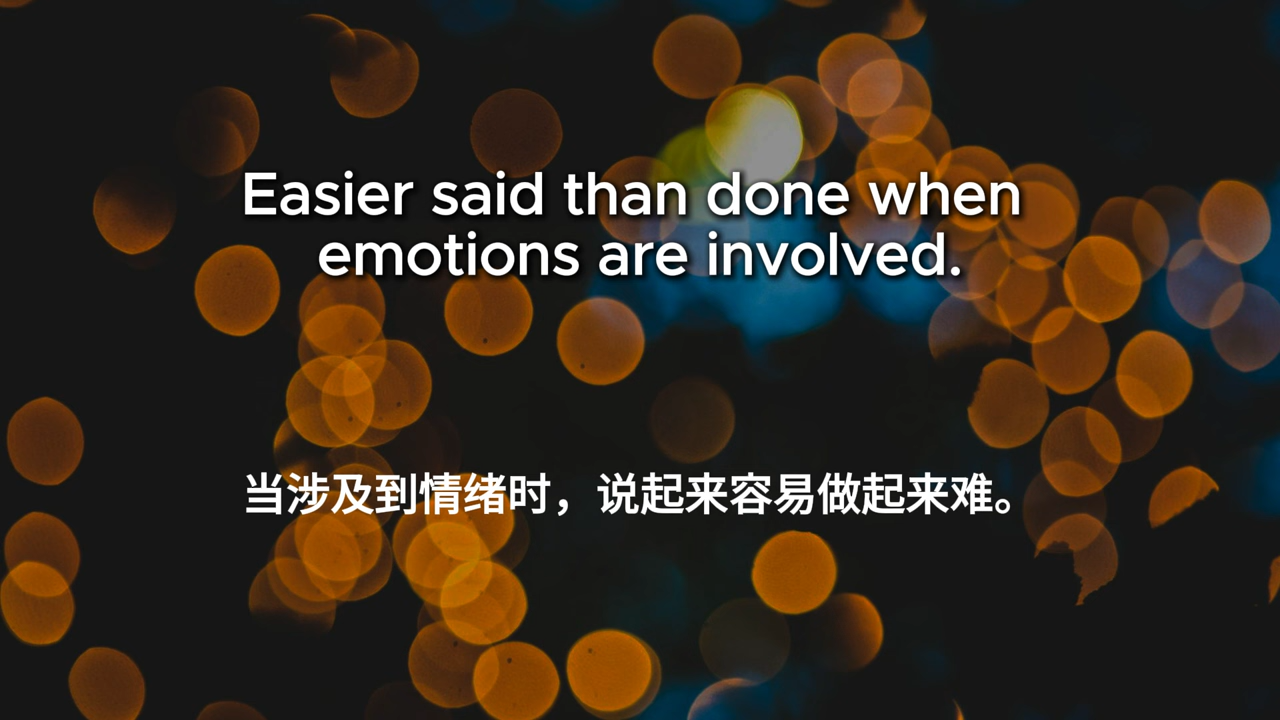 Easier said than done when
emotions are involved.
当涉及到情绪时，说起来容易做起来难。